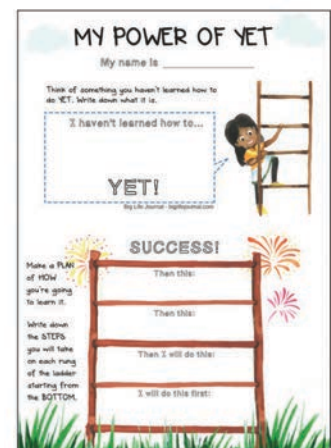 MY POWER OF YET
My name is
Think of something you haven't learned how to
do YET. Write down what it is.
I haven't learned how to...
YET!
Big Life Journal - biglifejournal.com
SUCCESS!
Make a PLAN
of HOW
you're going
to learn it.
Write down
the STEPS
you will take
on each rung
of the ladder
starting from
the BOTTOM.
Then this:
Then this:
Then I will do this:
I will do this first: